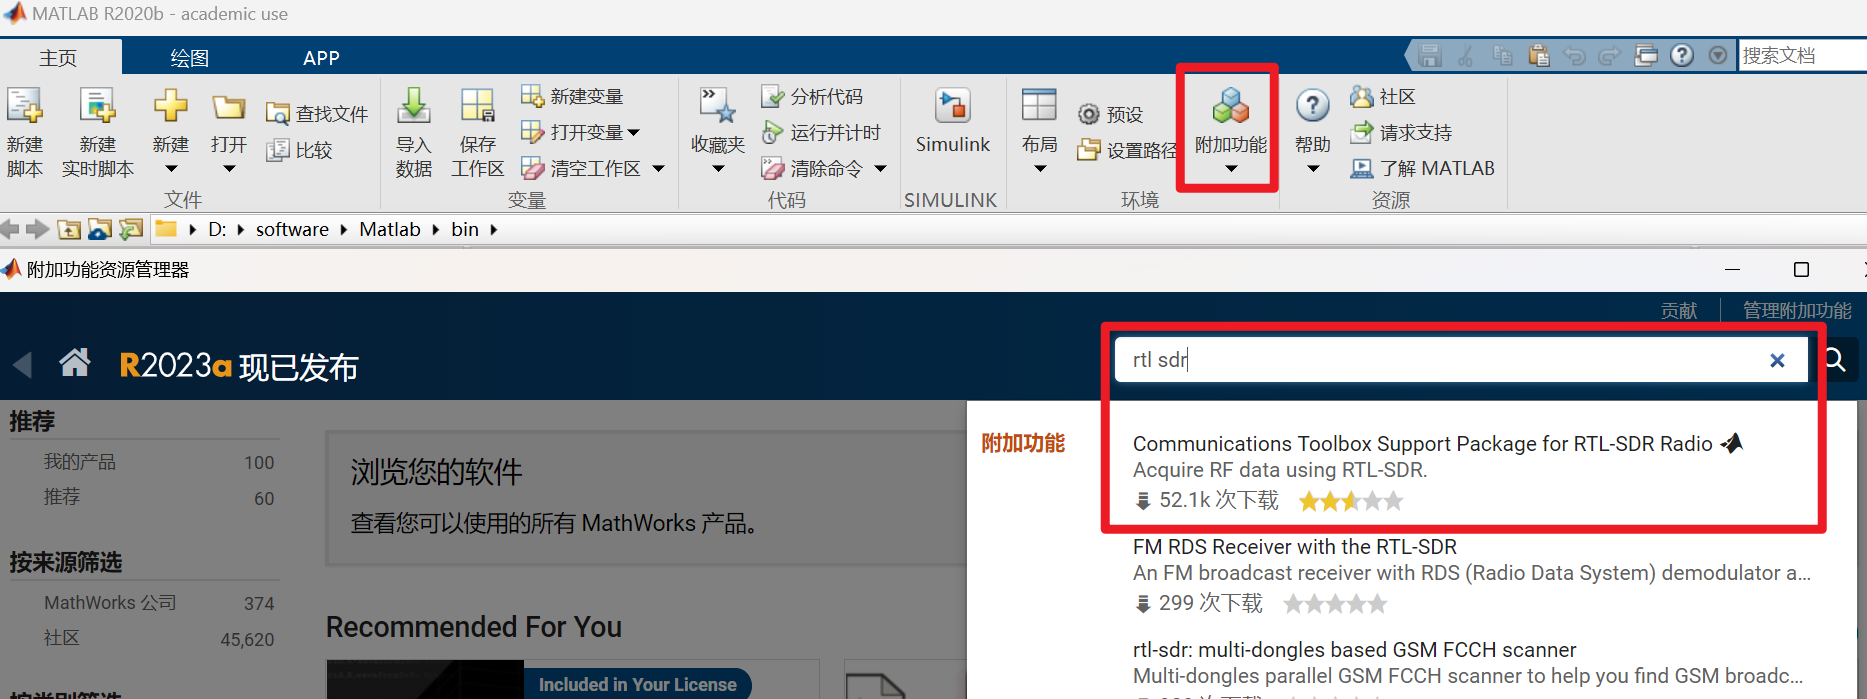 MATLAB R2020b - academic use
主页 绘图 APP
搜索文档
新建脚本
新建实时脚本
新建
打开
查找文件
比较
文件
导入数据
保存工作区
新建变量
打开变量
清空工作区
变量
收藏夹
分析代码
运行并计时
清除命令
代码
Simulink
SIMULINK
布局
预设
设置路径
附加功能
环境
帮助
社区
请求支持
了解 MATLAB
资源
D: software Matlab bin
附加功能资源管理器
贡献 管理附加功能
R2023a 现已发布
rtl sdr
推荐
我的产品 100
推荐 60
按来源筛选
MathWorks 公司 374
社区 45,620
浏览您的软件
查看您可以使用的所有 MathWorks 产品。
Recommended For You
Included in Your License
附加功能
Communications Toolbox Support Package for RTL-SDR Radio
Acquire RF data using RTL-SDR.
52.1k 次下载
FM RDS Receiver with the RTL-SDR
An FM broadcast receiver with RDS (Radio Data System) demodulator a...
299 次下载
rtl-sdr: multi-dongles based GSM FCCH scanner
Multi-dongles parallel GSM FCCH scanner to help you find GSM broadc...